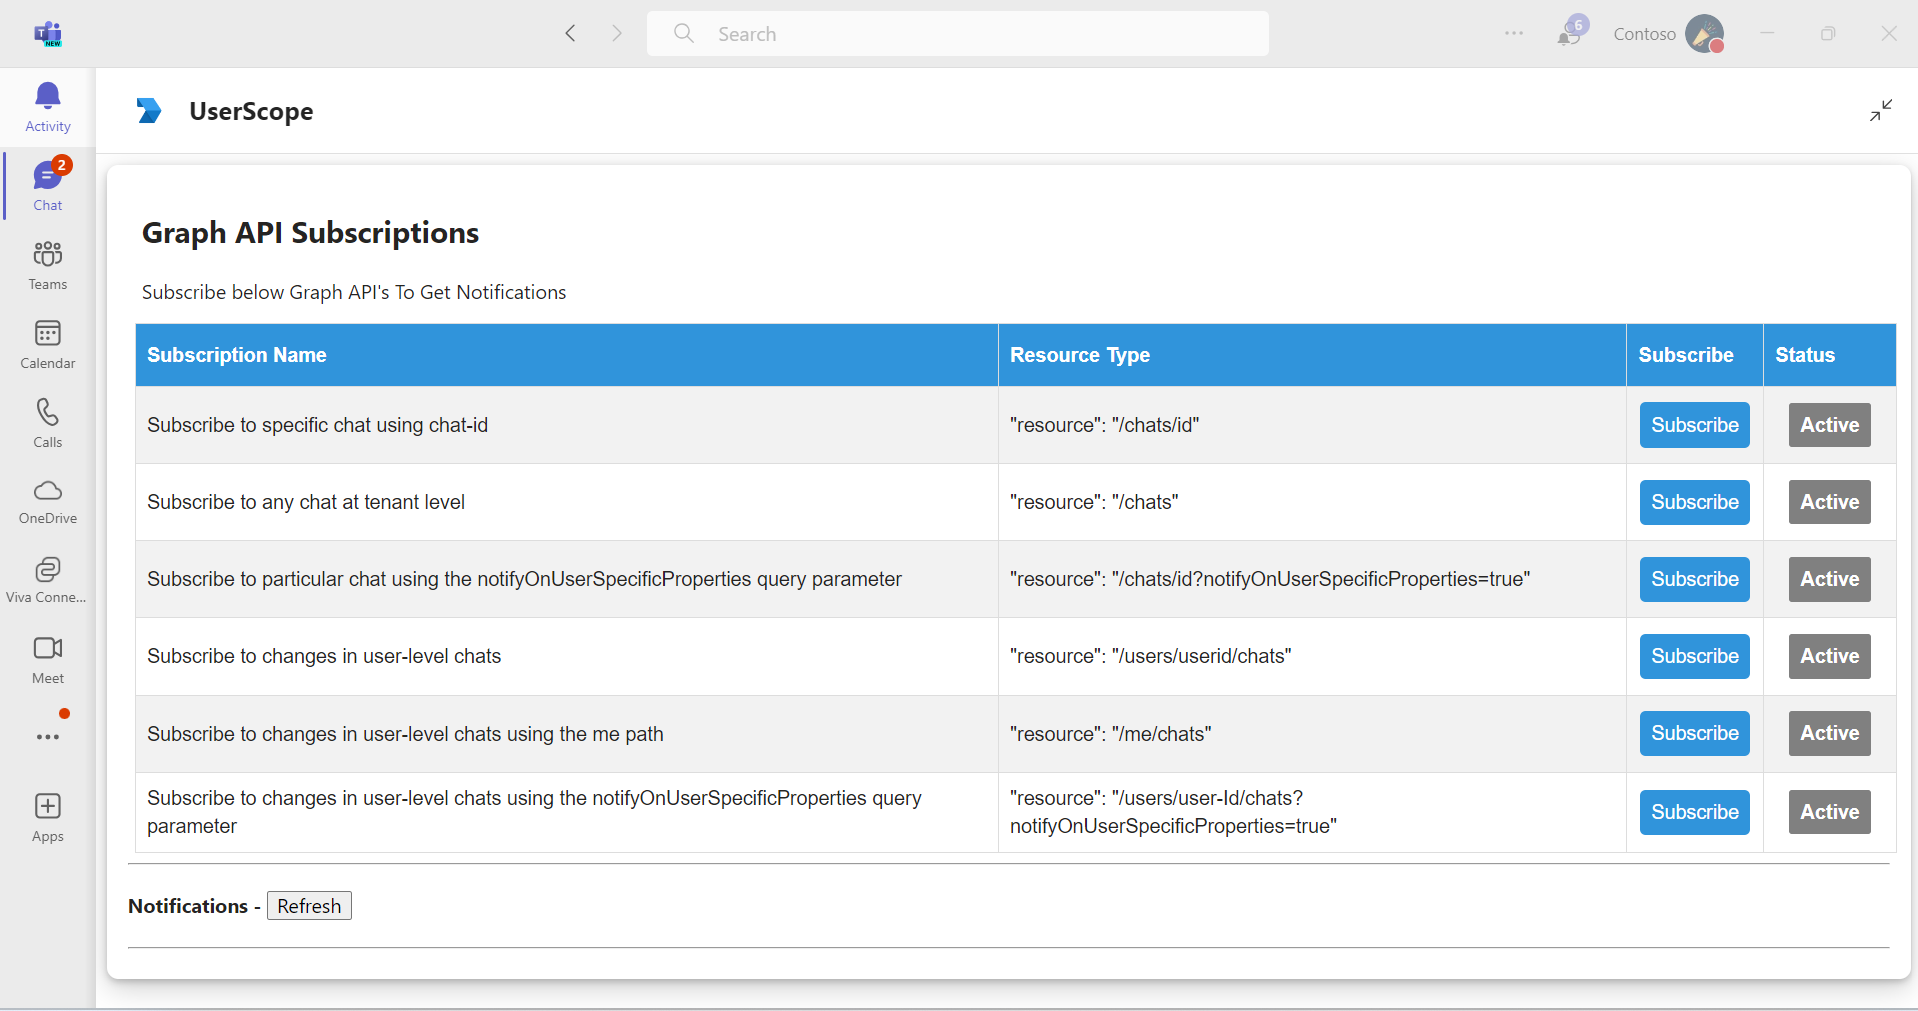 T
NEW
Search
6
Contoso
Activity
2
Chat
Teams
Calendar
Calls
OneDrive
Viva Conne...
Meet
Apps
UserScope
Graph API Subscriptions
Subscribe below Graph API's To Get Notifications
Subscription Name Resource Type Subscribe Status
Subscribe to specific chat using chat-id "resource": "/chats/id" Subscribe Active
Subscribe to any chat at tenant level "resource": "/chats" Subscribe Active
Subscribe to particular chat using the notifyOnUserSpecificProperties query parameter "resource": "/chats/id?notifyOnUserSpecificProperties=true" Subscribe Active
Subscribe to changes in user-level chats "resource": "/users/userid/chats" Subscribe Active
Subscribe to changes in user-level chats using the me path "resource": "/me/chats" Subscribe Active
Subscribe to changes in user-level chats using the notifyOnUserSpecificProperties query
parameter
"resource": "/users/user-Id/chats?
notifyOnUserSpecificProperties=true"
Subscribe Active
Notifications - Refresh